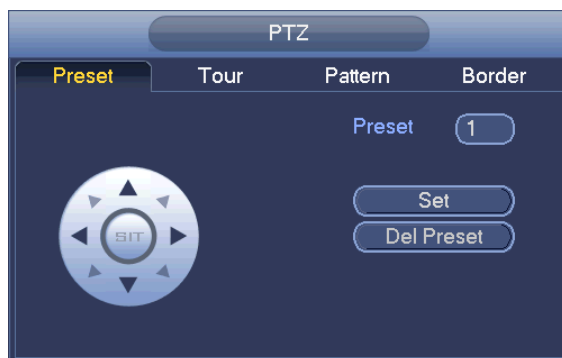 PTZ
Preset Tour Pattern Border
Preset 1
SIT
Set
Del Preset